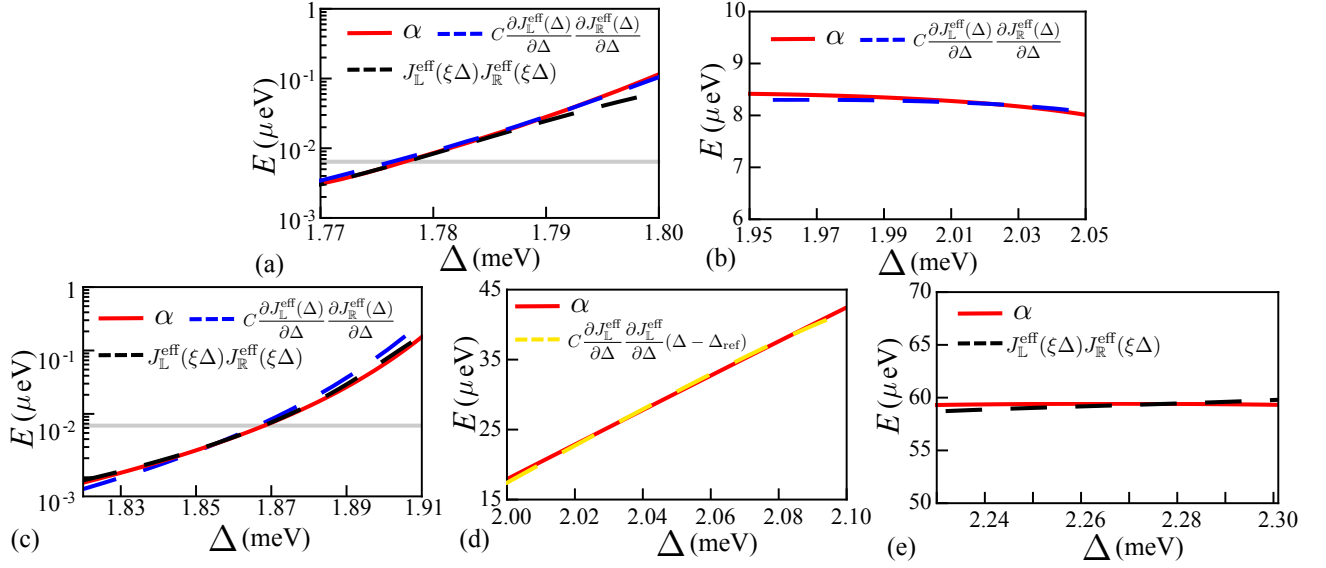 α C ∂J_𝕃^eff(Δ)/∂Δ ∂J_ℝ^eff(Δ)/∂Δ
J_𝕃^eff(ξΔ)J_ℝ^eff(ξΔ)
E (μ eV)
1
10^-1
10^-2
10^-3
1.77 1.78 1.79 1.80
(a) Δ (meV)
α C ∂J_𝕃^eff(Δ)/∂Δ ∂J_ℝ^eff(Δ)/∂Δ
E (μ eV)
10
9
8
7
6
1.95 1.97 1.99 2.01 2.03 2.05
(b) Δ (meV)
α C ∂J_𝕃^eff(Δ)/∂Δ ∂J_ℝ^eff(Δ)/∂Δ
J_𝕃^eff(ξΔ)J_ℝ^eff(ξΔ)
E (μ eV)
1
10^-1
10^-2
10^-3
1.83 1.85 1.87 1.89 1.91
(c) Δ (meV)
α
C ∂J_𝕃^eff/∂Δ ∂J_𝕃^eff/∂Δ (Δ − Δ_ref)
E (μ eV)
45
35
25
15
2.00 2.02 2.04 2.06 2.08 2.10
(d) Δ (meV)
α
J_𝕃^eff(ξΔ)J_ℝ^eff(ξΔ)
E (μ eV)
70
65
60
55
50
2.24 2.26 2.28 2.30
(e) Δ (meV)